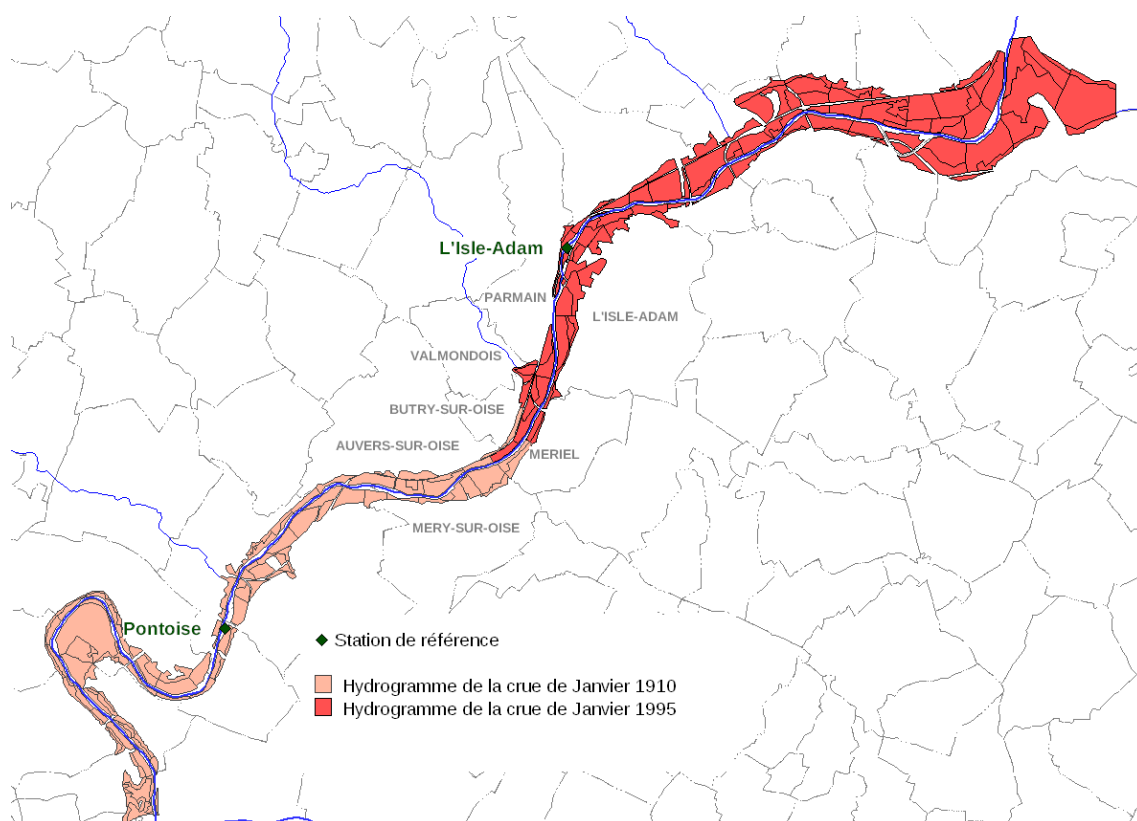 L'Isle-Adam
PARMAIN
L'ISLE-ADAM
VALMONDOIS
BUTRY-SUR-OISE
AUVERS-SUR-OISE
MERIEL
MERY-SUR-OISE
Pontoise
Station de référence
Hydrogramme de la crue de Janvier 1910
Hydrogramme de la crue de Janvier 1995